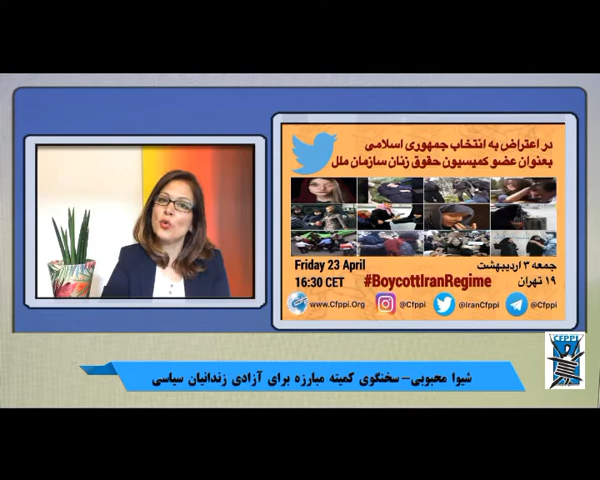 در اعتراض به انتخاب جمهوری اسلامی
بعنوان عضو کمیسیون حقوق زنان سازمان ملل
جمعه ۳ اردیبهشت
۱۹ تهران
Friday 23 April
16:30 CET
#BoycottIranRegime
www.Cfppi.Org
@Cfppi
@IranCfppi
@Cfppi
CFPPI
شیوا محبوبی- سخنگوی کمیته مبارزه برای آزادی زندانیان سیاسی